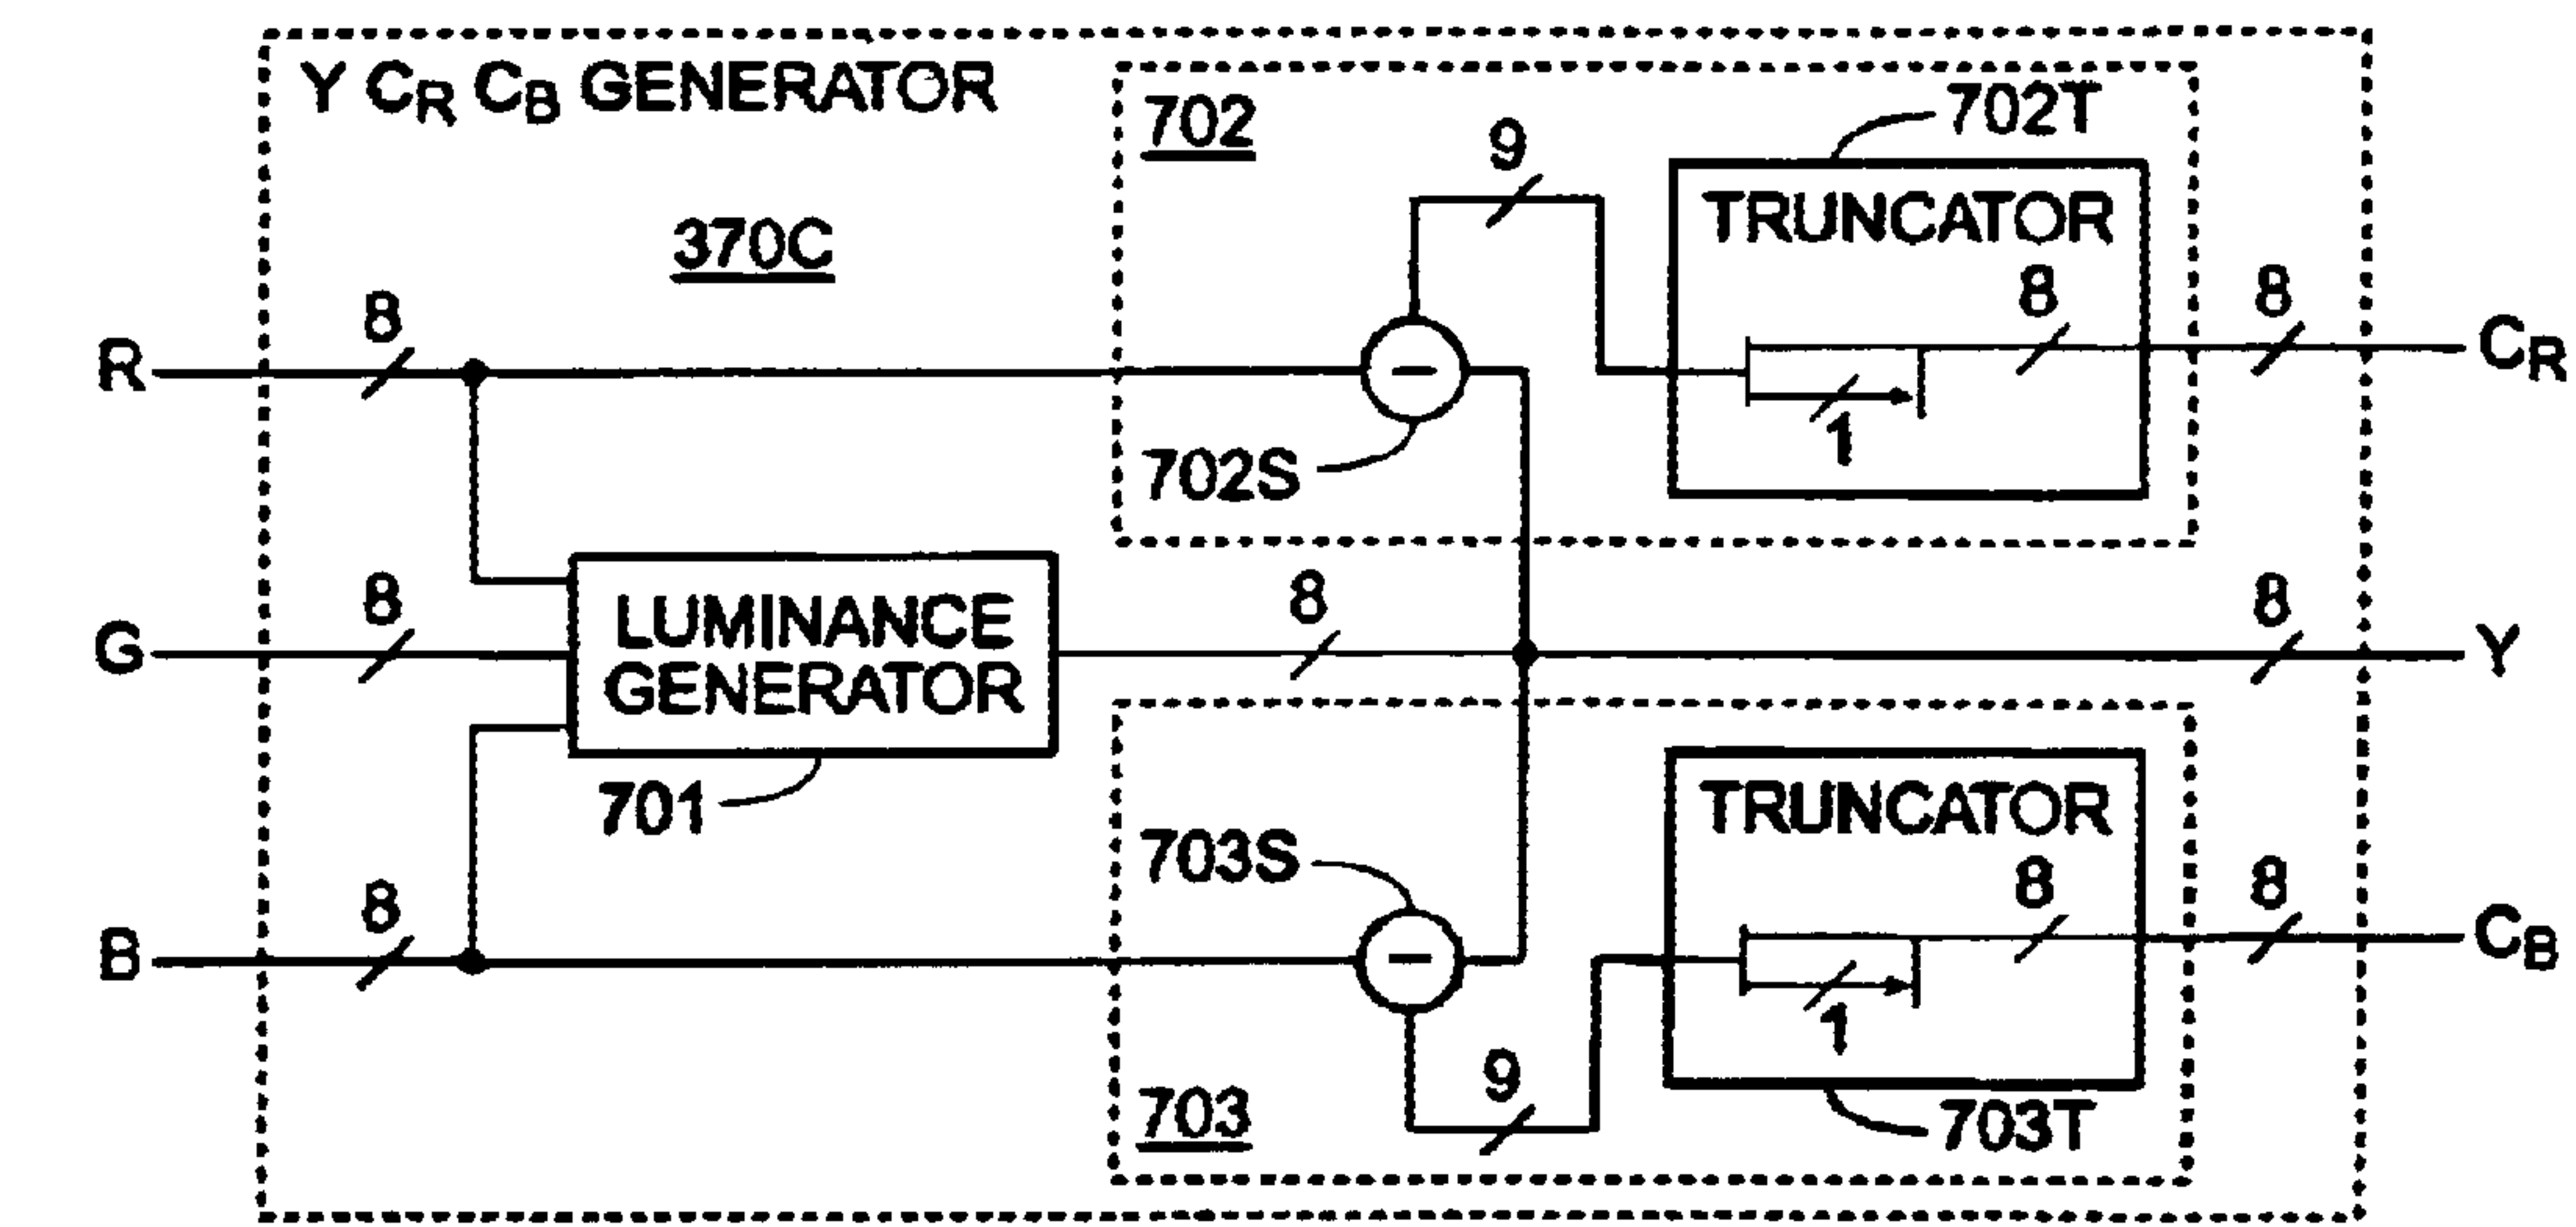 Y CR CB GENERATOR
370C
702
9
702T
TRUNCATOR
8
8
CR
1
R
8
702S
G
8
LUMINANCE
GENERATOR
701
8
8
Y
B
8
703S
TRUNCATOR
8
8
CB
1
703
9
703T